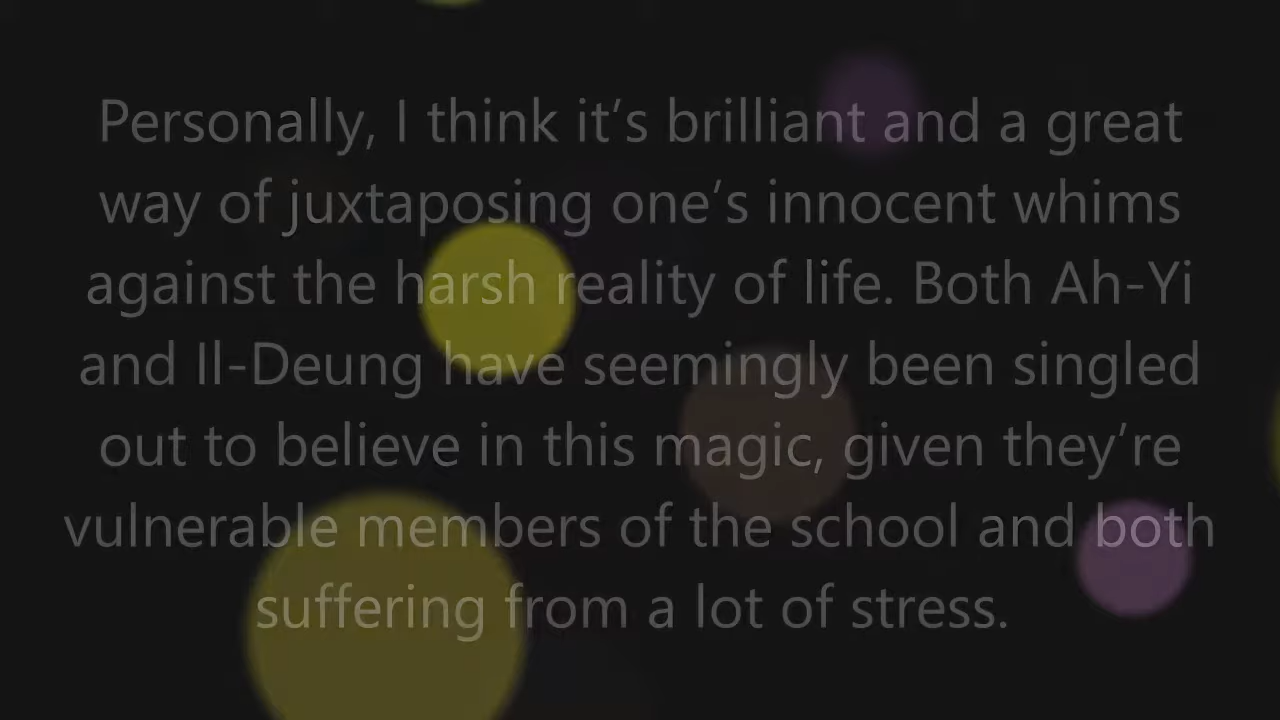 Personally, I think it’s brilliant and a great
way of juxtaposing one’s innocent whims
against the harsh reality of life. Both Ah-Yi
and Il-Deung have seemingly been singled
out to believe in this magic, given they’re
vulnerable members of the school and both
suffering from a lot of stress.